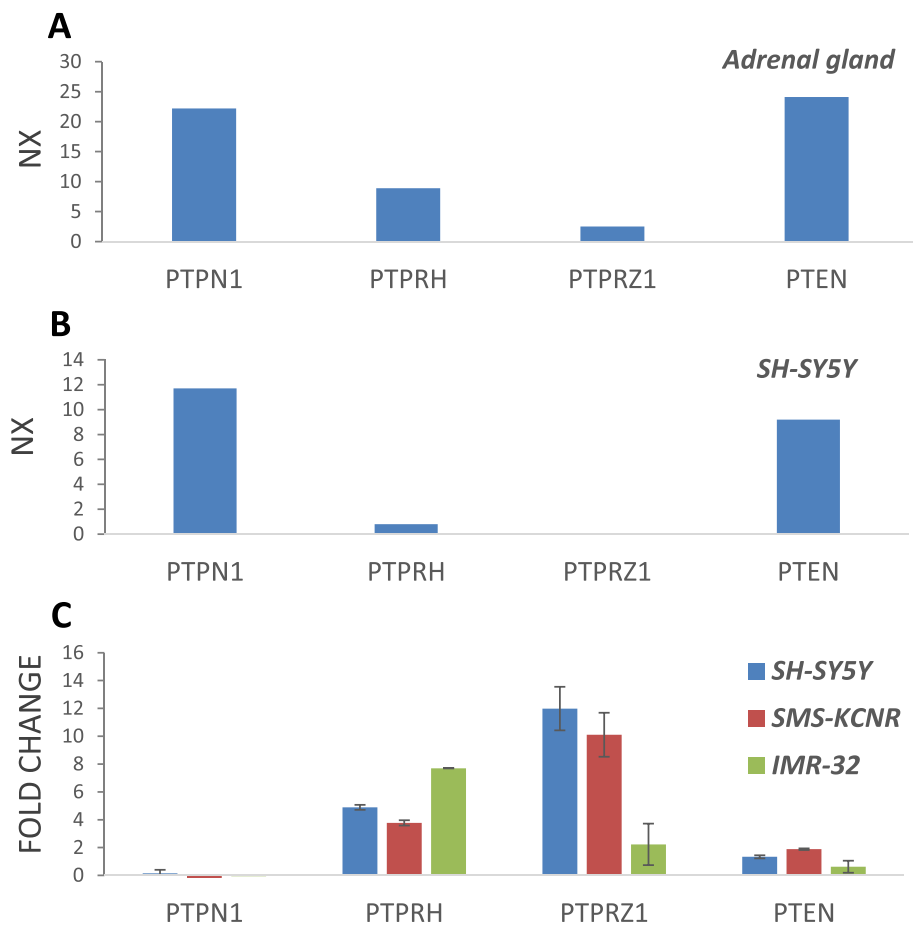 A
Adrenal gland
NX
30
25
20
15
10
5
0
PTPN1 PTPRH PTPRZ1 PTEN
B
SH-SY5Y
NX
14
12
10
8
6
4
2
0
PTPN1 PTPRH PTPRZ1 PTEN
C
FOLD CHANGE
16
14
12
10
8
6
4
2
0
SH-SY5Y
SMS-KCNR
IMR-32
PTPN1 PTPRH PTPRZ1 PTEN